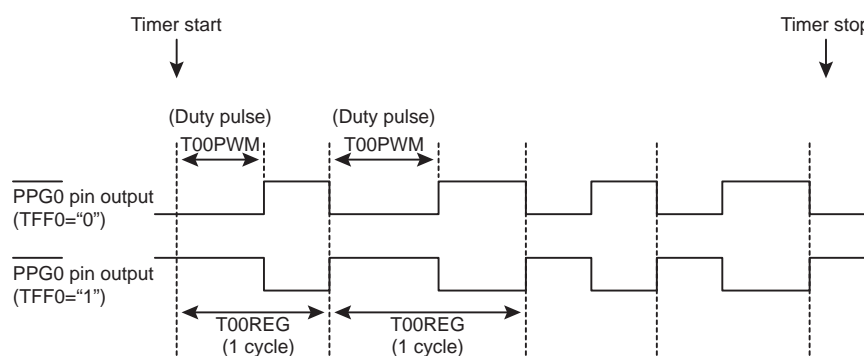 Timer start
Timer stop
(Duty pulse)
(Duty pulse)
T00PWM
T00PWM
PPG0 pin output
(TFF0=“0”)
PPG0 pin output
(TFF0=“1”)
T00REG
(1 cycle)
T00REG
(1 cycle)